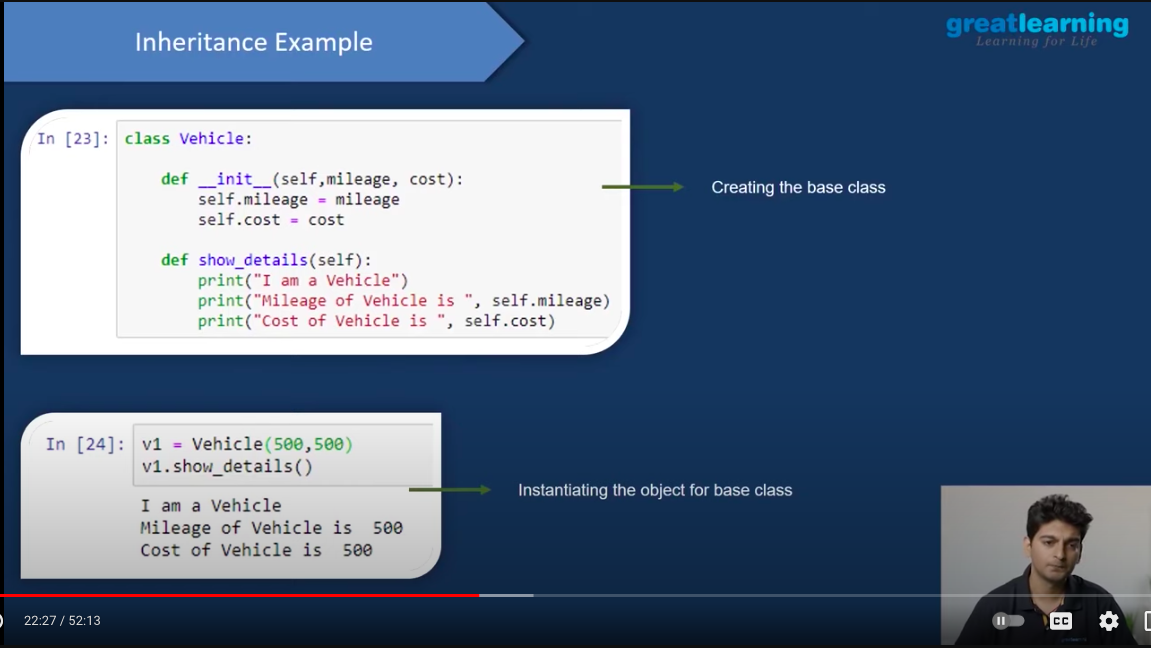 Inheritance Example
greatlearning
Learning for Life
In [23]: class Vehicle:
def __init__(self,mileage, cost):
self.mileage = mileage
self.cost = cost
def show_details(self):
print("I am a Vehicle")
print("Mileage of Vehicle is ", self.mileage)
print("Cost of Vehicle is ", self.cost)
Creating the base class
In [24]: v1 = Vehicle(500,500)
v1.show_details()
I am a Vehicle
Mileage of Vehicle is  500
Cost of Vehicle is  500
Instantiating the object for base class
22:27 / 52:13
CC